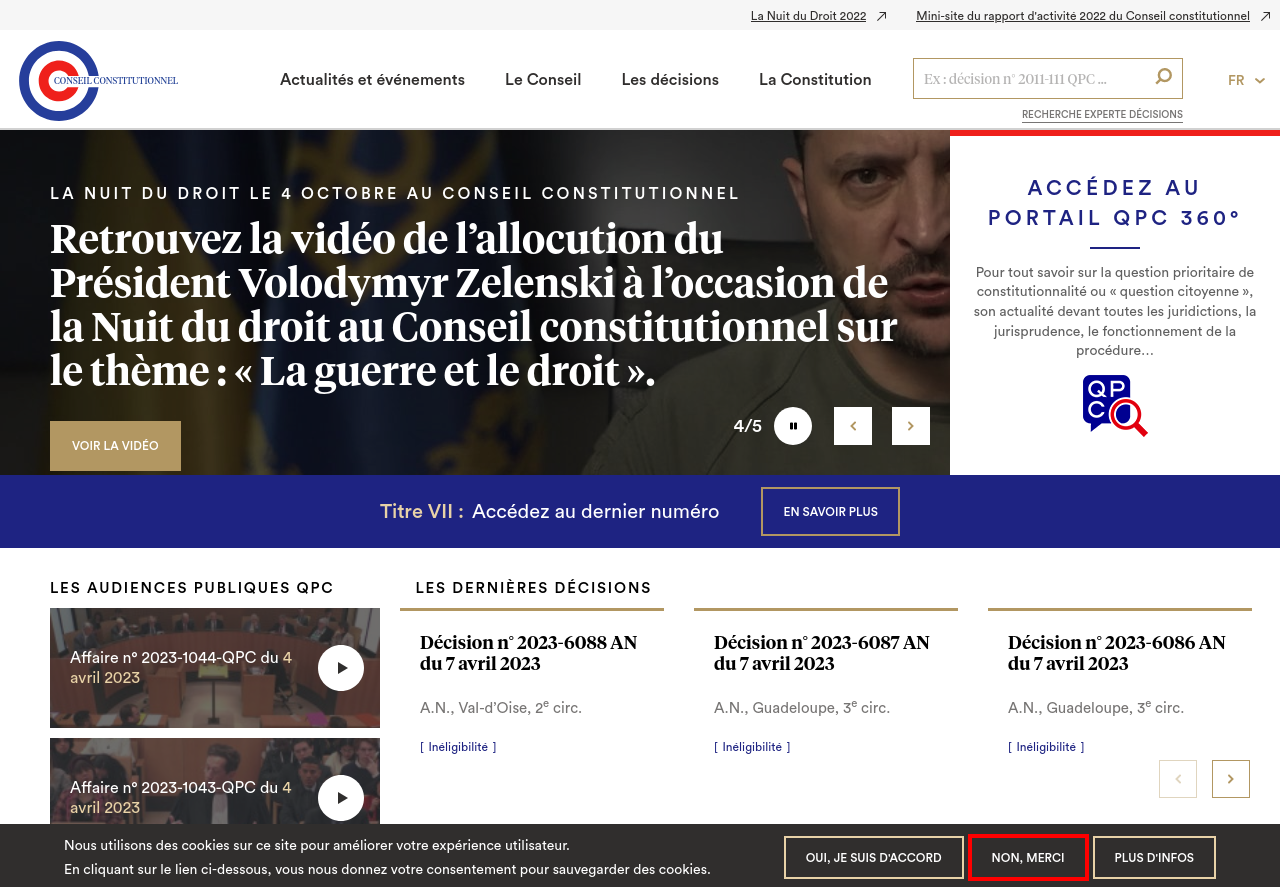 La Nuit du Droit 2022
Mini-site du rapport d'activité 2022 du Conseil constitutionnel
CONSEIL CONSTITUTIONNEL
Actualités et événements
Le Conseil
Les décisions
La Constitution
Ex : décision n° 2011-111 QPC ...
FR
RECHERCHE EXPERTE DÉCISIONS
LA NUIT DU DROIT LE 4 OCTOBRE AU CONSEIL CONSTITUTIONNEL
Retrouvez la vidéo de l’allocution du
Président Volodymyr Zelenski à l’occasion de
la Nuit du droit au Conseil constitutionnel sur
le thème : « La guerre et le droit ».
VOIR LA VIDÉO
4/5
ACCÉDEZ AU
PORTAIL QPC 360°
Pour tout savoir sur la question prioritaire de
constitutionnalité ou « question citoyenne »,
son actualité devant toutes les juridictions, la
jurisprudence, le fonctionnement de la
procédure…
QPC
Titre VII : Accédez au dernier numéro
EN SAVOIR PLUS
LES AUDIENCES PUBLIQUES QPC
Affaire n° 2023-1044-QPC du 4
avril 2023
Affaire n° 2023-1043-QPC du 4
avril 2023
LES DERNIÈRES DÉCISIONS
Décision n° 2023-6088 AN
du 7 avril 2023
A.N., Val-d’Oise, 2e circ.
[ Inéligibilité ]
Décision n° 2023-6087 AN
du 7 avril 2023
A.N., Guadeloupe, 3e circ.
[ Inéligibilité ]
Décision n° 2023-6086 AN
du 7 avril 2023
A.N., Guadeloupe, 3e circ.
[ Inéligibilité ]
Nous utilisons des cookies sur ce site pour améliorer votre expérience utilisateur.
En cliquant sur le lien ci-dessous, vous nous donnez votre consentement pour sauvegarder des cookies.
OUI, JE SUIS D'ACCORD
NON, MERCI
PLUS D'INFOS